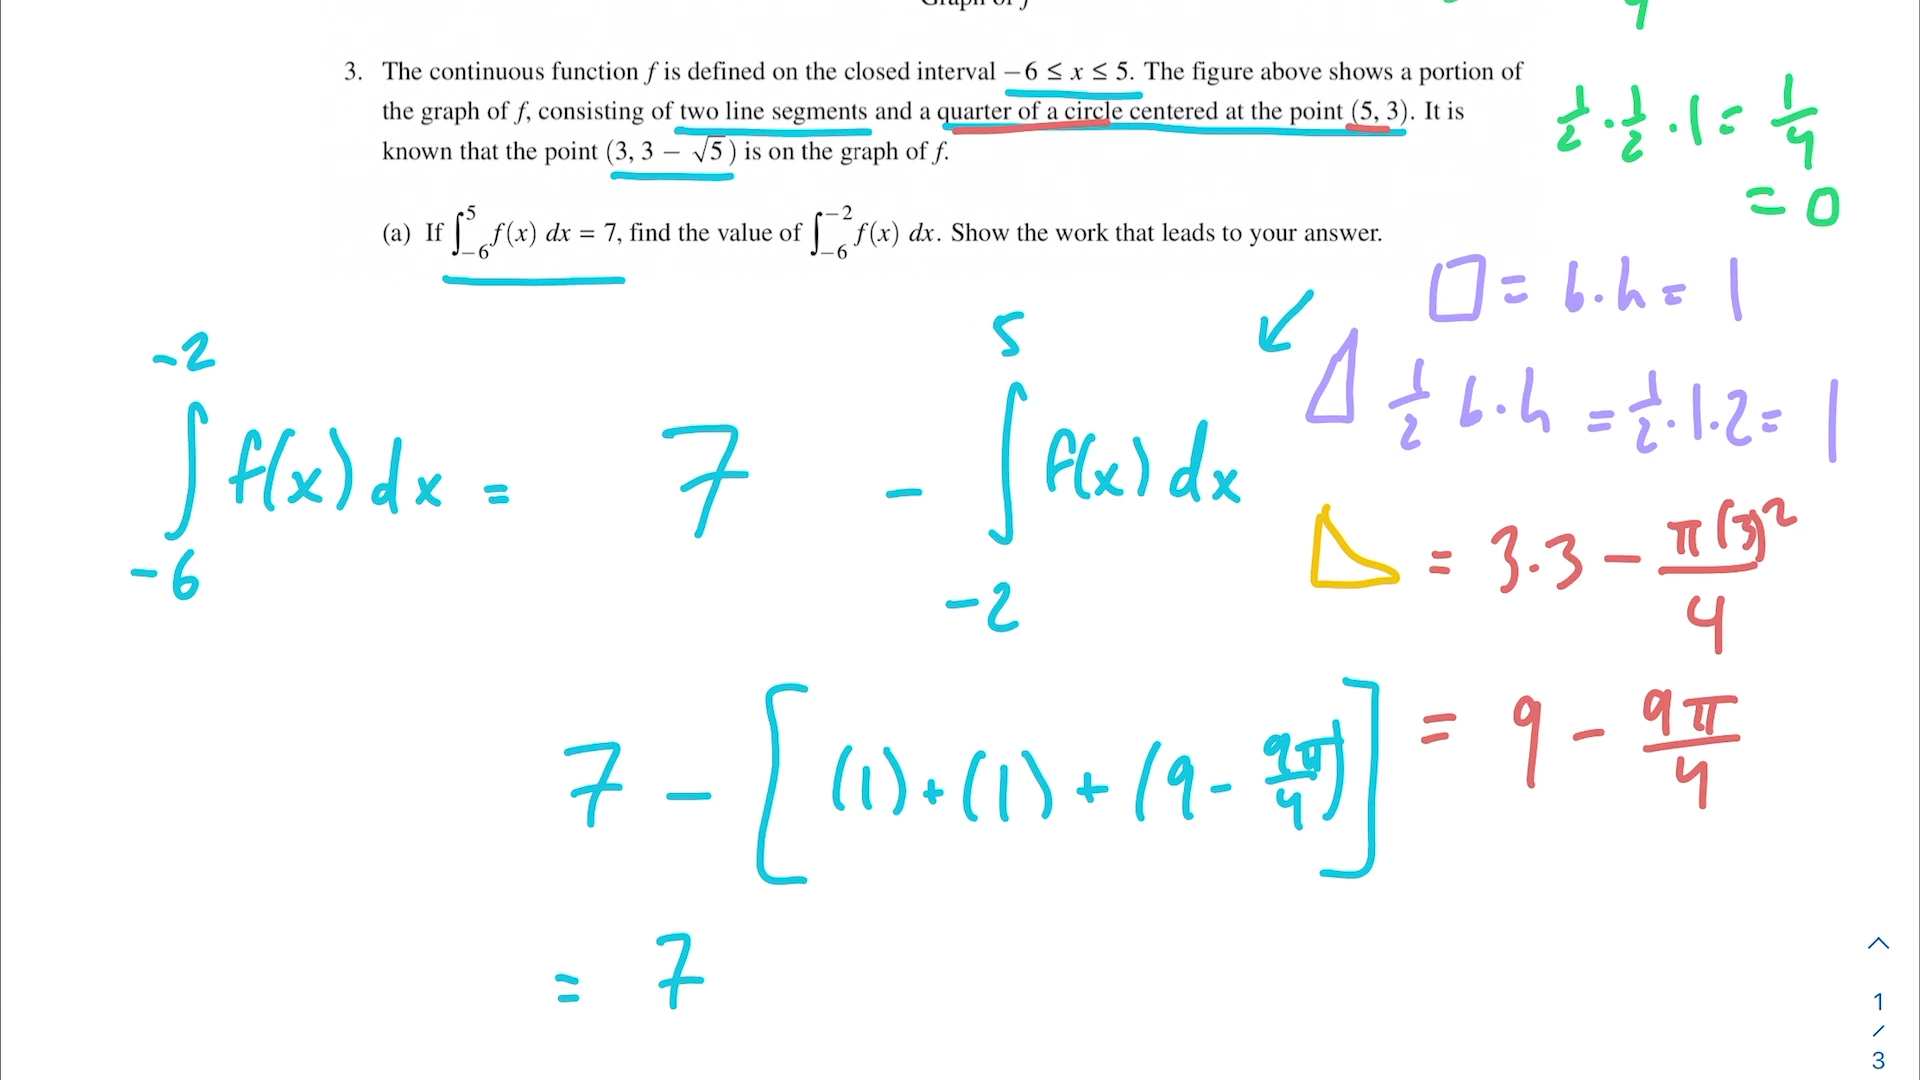 3. The continuous function f is defined on the closed interval −6 ≤ x ≤ 5. The figure above shows a portion of
the graph of f, consisting of two line segments and a quarter of a circle centered at the point (5, 3). It is
known that the point (3, 3 − √5) is on the graph of f.
1/2 · 1/2 · 1 = 1/4
= 0
(a) If ∫_{−6}^{5} f(x) dx = 7, find the value of ∫_{−6}^{−2} f(x) dx. Show the work that leads to your answer.
□ = b·h = 1
1/2 b·h = 1/2 · 1 · 2 = 1
∫_{-6}^{-2} f(x) dx = 7 - ∫_{-2}^{5} f(x) dx
= 3·3 - π(3)²/4
= 9 - 9π/4
7 - [(1) + (1) + (9 - 9π/4)]
= 7
^
1
/
3